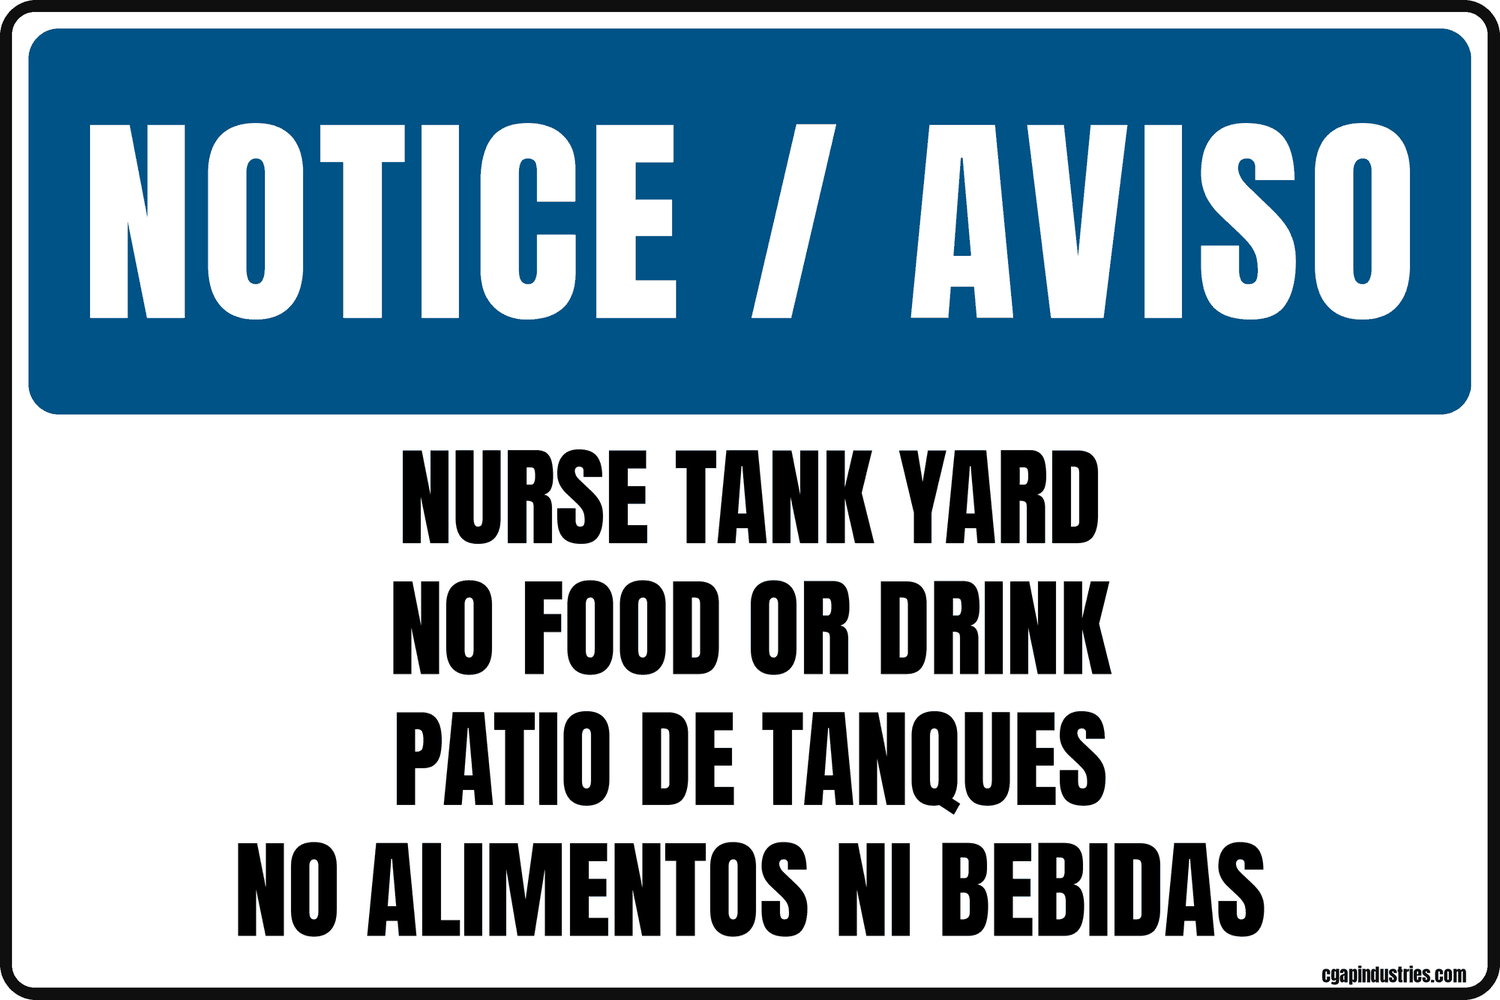 NOTICE / AVISO
NURSE TANK YARD
NO FOOD OR DRINK
PATIO DE TANQUES
NO ALIMENTOS NI BEBIDAS
cgapindustries.com